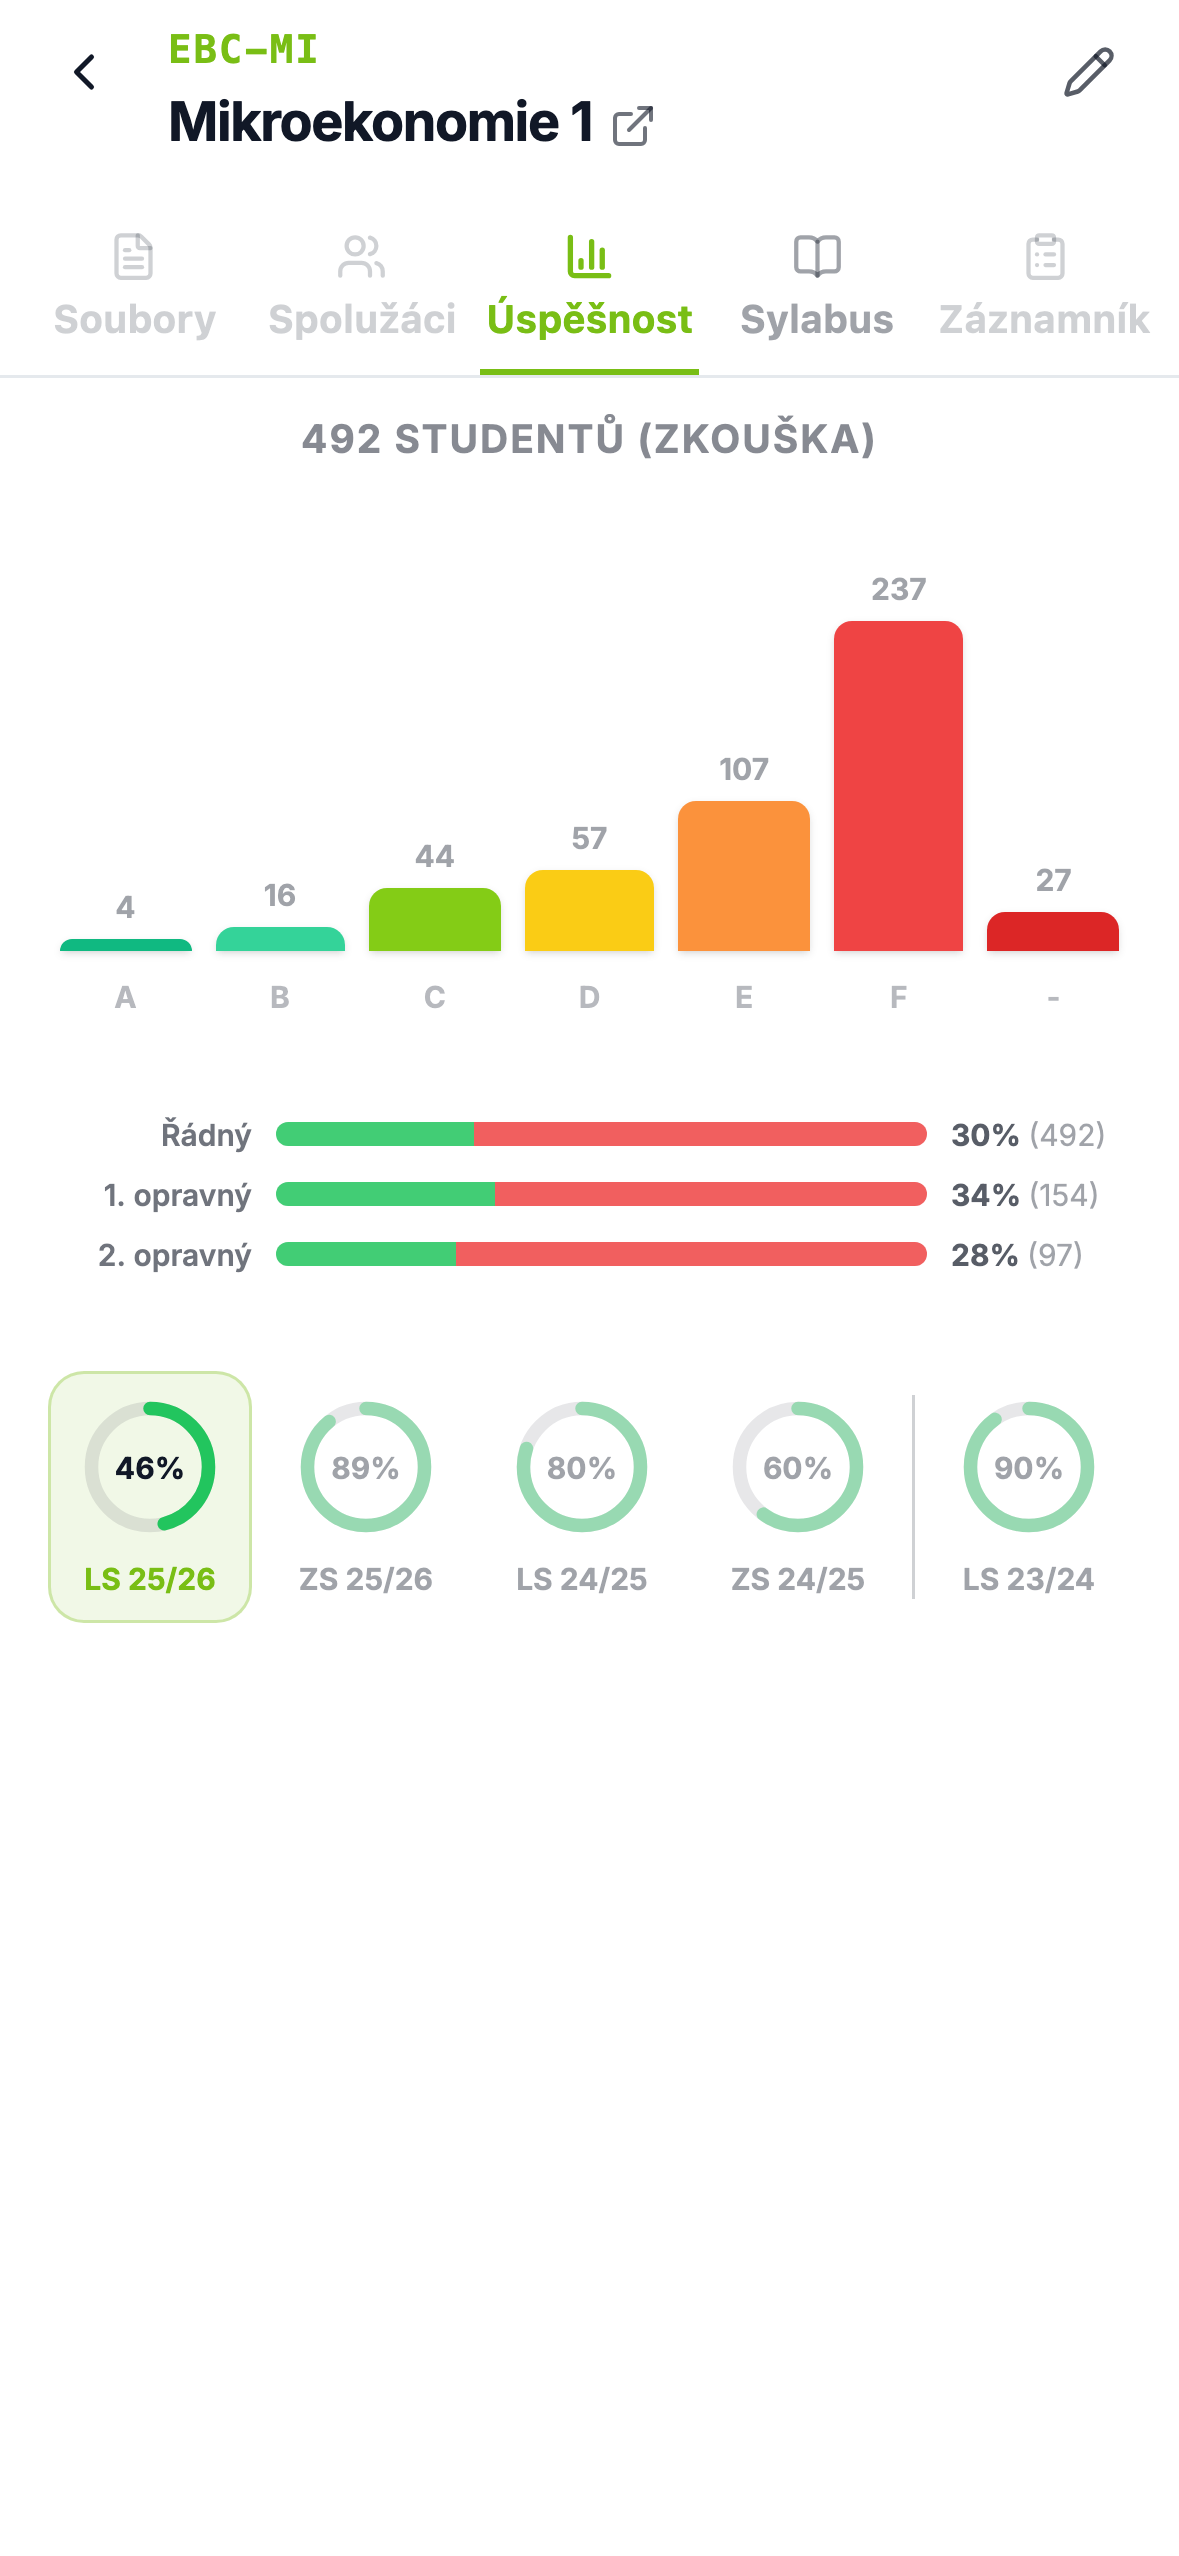 EBC-MI
Mikroekonomie 1
Soubory Spolužáci Úspěšnost Sylabus Záznamník
492 STUDENTŮ (ZKOUŠKA)
237
107
57
44
27
16
4
A B C D E F -
Řádný 30% (492)
1. opravný 34% (154)
2. opravný 28% (97)
46% 89% 80% 60% 90%
LS 25/26 ZS 25/26 LS 24/25 ZS 24/25 LS 23/24